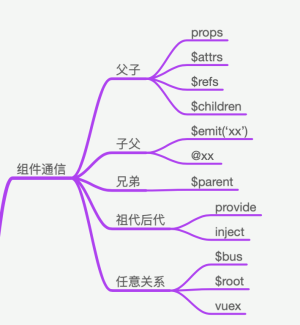 组件通信
父子
props
$attrs
$refs
$children
子父
$emit(‘xx’)
@xx
兄弟
$parent
祖代后代
provide
inject
任意关系
$bus
$root
vuex